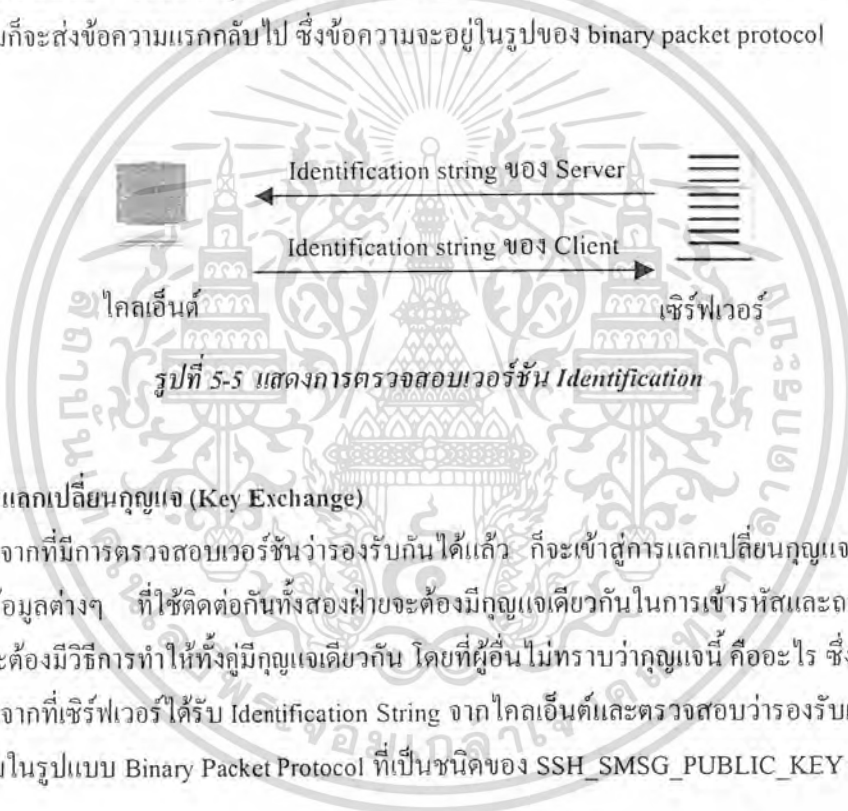 ก็จะส่งข้อความแรกกลับไป ซึ่งข้อความจะอยู่ในรูปของ binary packet protocol
Identification string ของ Server
Identification string ของ Client
ไคลเอ็นต์ เซิร์ฟเวอร์
รูปที่ 5-5 แสดงการตรวจสอบเวอร์ชัน Identification
แลกเปลี่ยนกุญแจ (Key Exchange)
จากที่มีการตรวจสอบเวอร์ชันว่ารองรับกันได้แล้ว ก็จะเข้าสู่การแลกเปลี่ยนกุญแจ
ข้อมูลต่างๆ ที่ใช้ติดต่อกันทั้งสองฝ่ายจะต้องมีกุญแจเดียวกันในการเข้ารหัสและถอ
จะต้องมีวิธีการทำให้ทั้งคู่มีกุญแจเดียวกัน โดยที่ผู้อื่นไม่ทราบว่ากุญแจนี้ คืออะไร ซึ่ง
จากที่เซิร์ฟเวอร์ได้รับ Identification String จากไคลเอ็นต์และตรวจสอบว่ารองรับ
ในรูปแบบ Binary Packet Protocol ที่เป็นชนิดของ SSH_SMSG_PUBLIC_KEY